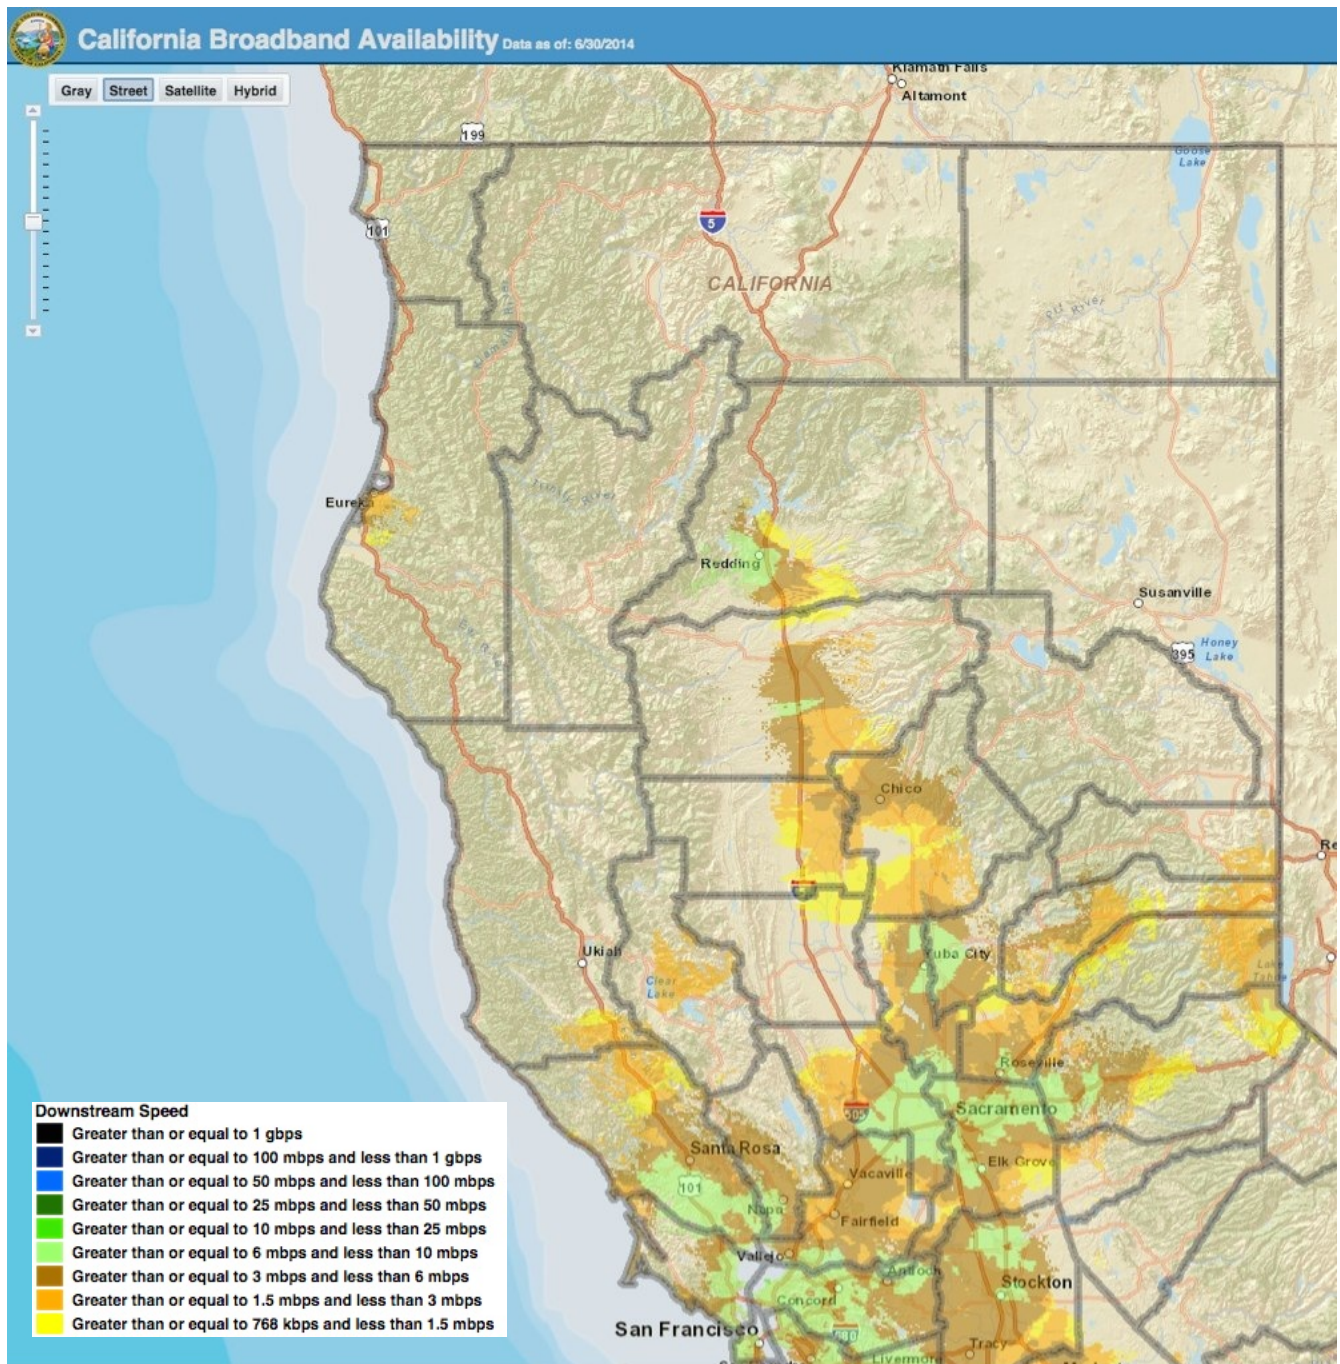 California Broadband Availability Data as of: 6/30/2014
Gray Street Satellite Hybrid
Klamath Falls
Altamont
199
Goose
Lake
101
5
CALIFORNIA
Pit River
Klamath River
Eureka
Trinity River
Redding
Susanville
Eel River
395
Honey
Lake
Chico
Ukiah
Yuba City
Clear
Lake
Lake
Tahoe
Roseville
505
Sacramento
Santa Rosa
Elk Grove
Vacaville
101
Napa
Fairfield
Vallejo
Antioch
Stockton
Concord
San Francisco
680
Tracy
Livermore
Downstream Speed
Greater than or equal to 1 gbps
Greater than or equal to 100 mbps and less than 1 gbps
Greater than or equal to 50 mbps and less than 100 mbps
Greater than or equal to 25 mbps and less than 50 mbps
Greater than or equal to 10 mbps and less than 25 mbps
Greater than or equal to 6 mbps and less than 10 mbps
Greater than or equal to 3 mbps and less than 6 mbps
Greater than or equal to 1.5 mbps and less than 3 mbps
Greater than or equal to 768 kbps and less than 1.5 mbps